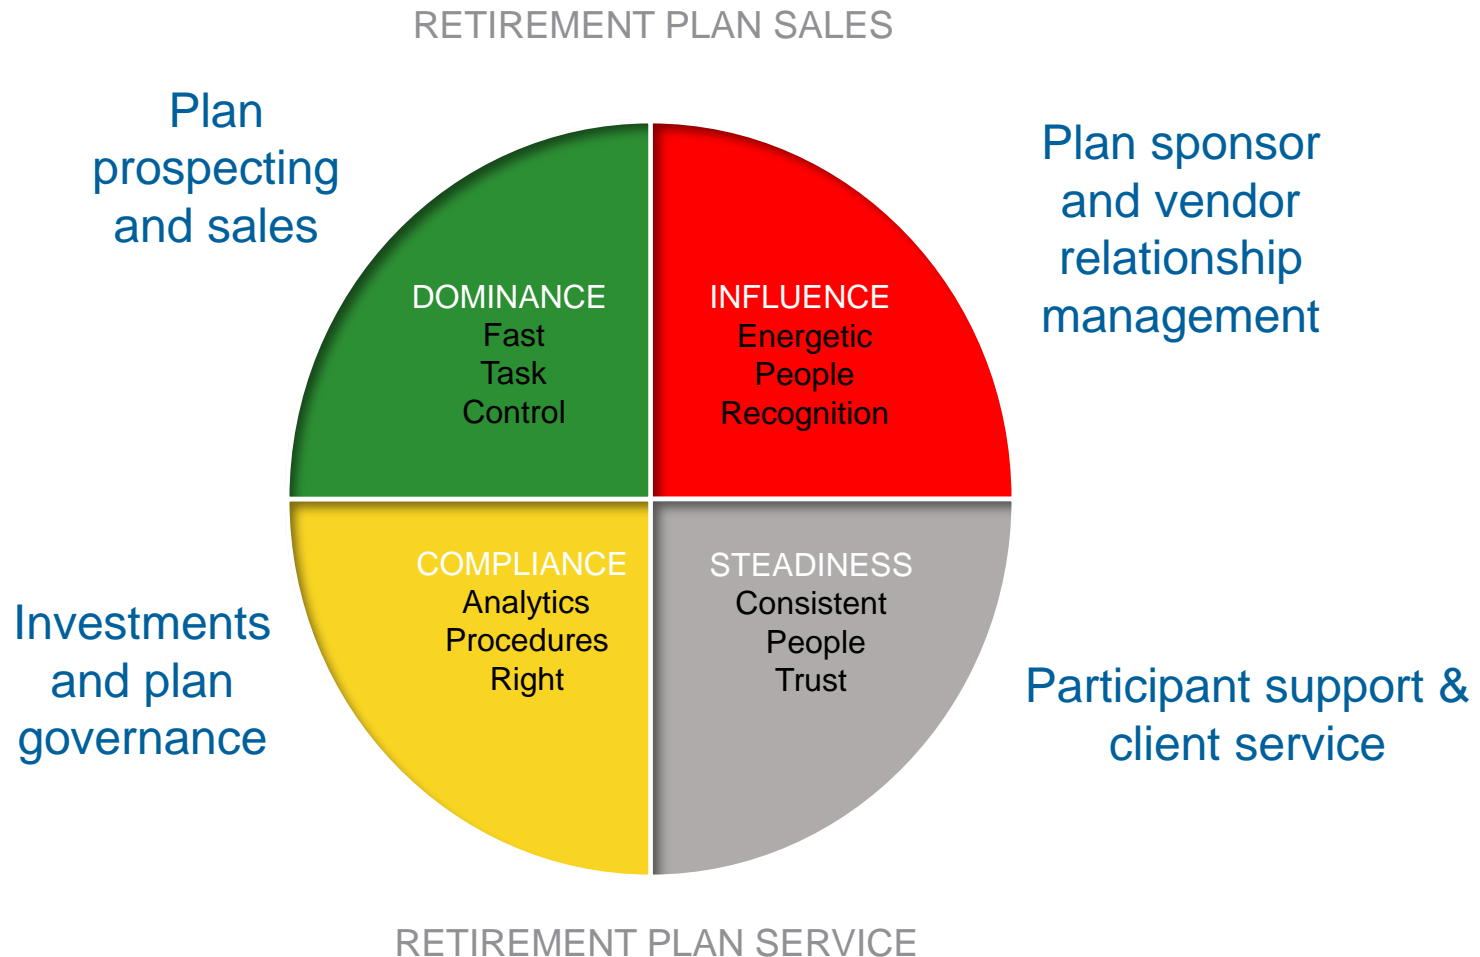 RETIREMENT PLAN SALES
Plan
prospecting
and sales
Plan sponsor
and vendor
relationship
management
DOMINANCE
Fast
Task
Control
INFLUENCE
Energetic
People
Recognition
COMPLIANCE
Analytics
Procedures
Right
STEADINESS
Consistent
People
Trust
Investments
and plan
governance
Participant support &
client service
RETIREMENT PLAN SERVICE